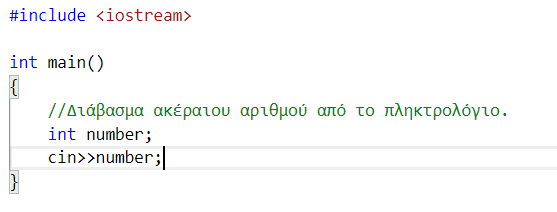 #include <iostream>
int main()
{
//Διάβασμα ακέραιου αριθμού από το πληκτρολόγιο.
int number;
cin>>number;
}